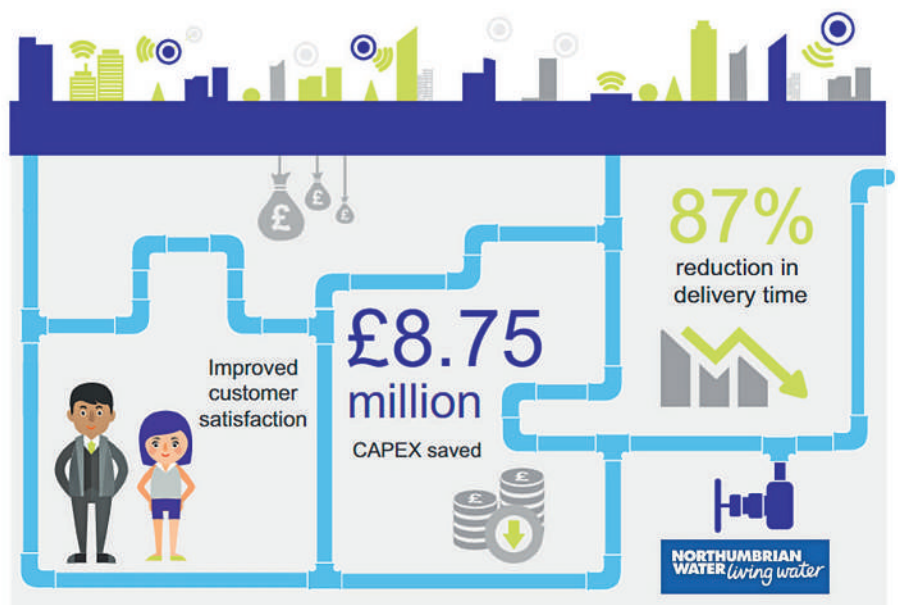 £
£
£
87%
reduction in
delivery time
£8.75
million
CAPEX saved
Improved
customer
satisfaction
£
£
NORTHUMBRIAN
WATER living water